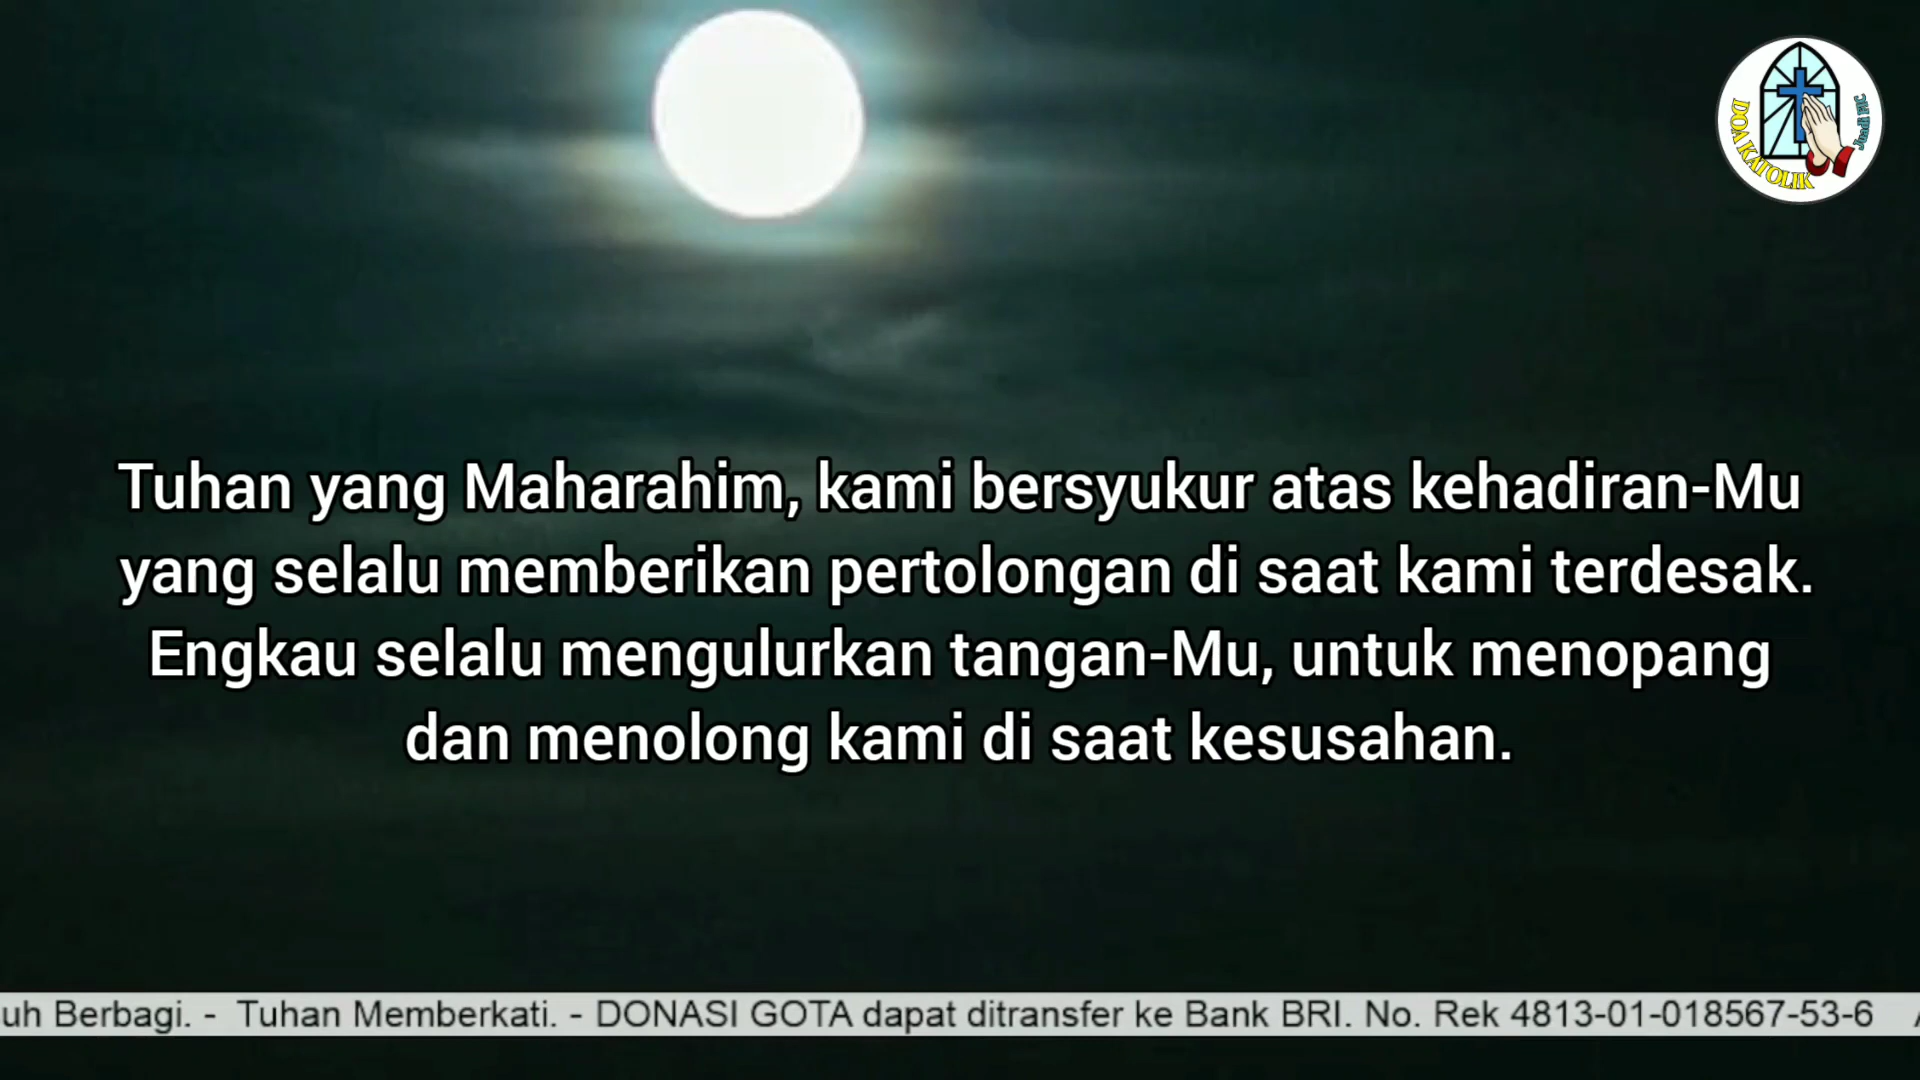 DOA KATOLIK
Tuhan yang Maharahim, kami bersyukur atas kehadiran-Mu
yang selalu memberikan pertolongan di saat kami terdesak.
Engkau selalu mengulurkan tangan-Mu, untuk menopang
dan menolong kami di saat kesusahan.
uh Berbagi. - Tuhan Memberkati. - DONASI GOTA dapat ditransfer ke Bank BRI. No. Rek 4813-01-018567-53-6